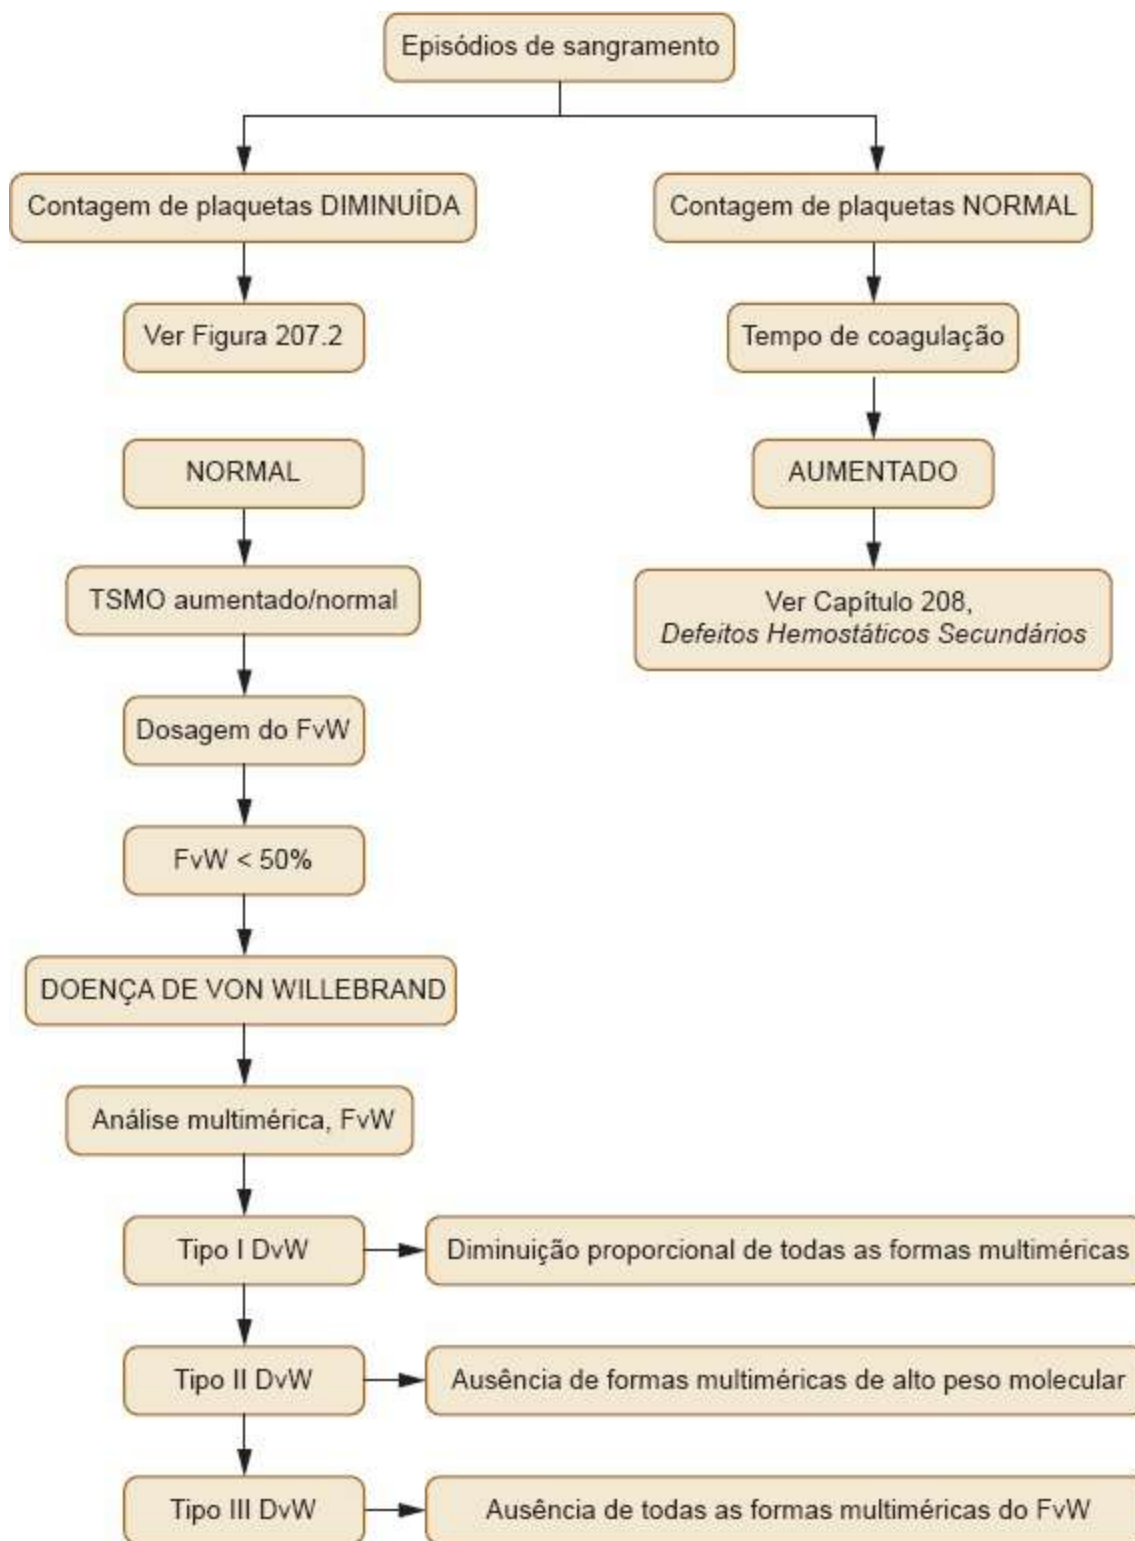 Episódios de sangramento
Contagem de plaquetas DIMINUÍDA
Contagem de plaquetas NORMAL
Ver Figura 207.2
Tempo de coagulação
NORMAL
AUMENTADO
TSMO aumentado/normal
Ver Capítulo 208,
Defeitos Hemostáticos Secundários
Dosagem do FvW
FvW < 50%
DOENÇA DE VON WILLEBRAND
Análise multimérica, FvW
Tipo I DvW
Diminuição proporcional de todas as formas multiméricas
Tipo II DvW
Ausência de formas multiméricas de alto peso molecular
Tipo III DvW
Ausência de todas as formas multiméricas do FvW